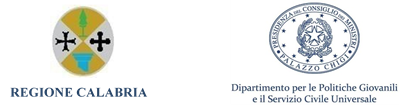 PRESIDENZA DEL CONSIGLIO DEI MINISTRI
PALAZZO CHIGI
REGIONE CALABRIA
Dipartimento per le Politiche Giovanili
e il Servizio Civile Universale